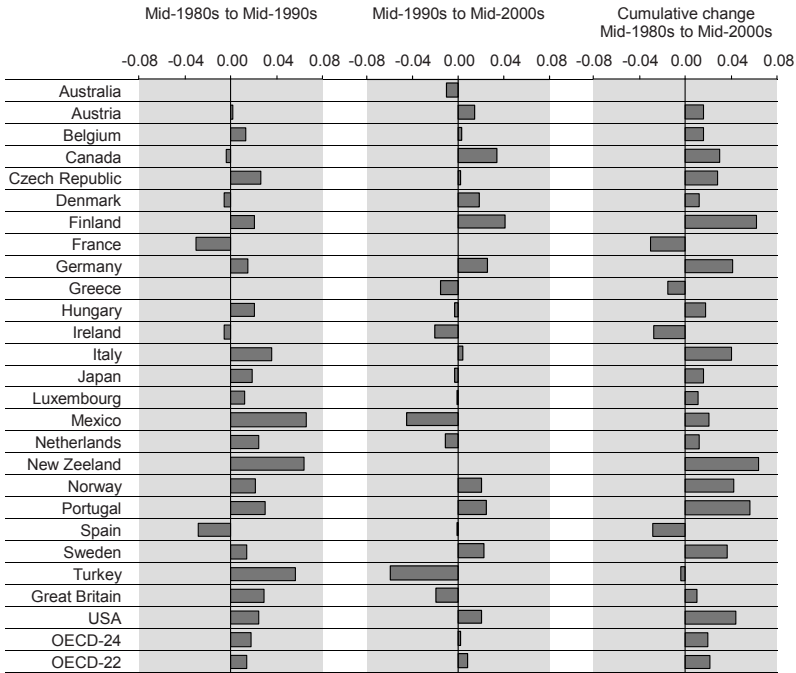 Mid-1980s to Mid-1990s Mid-1990s to Mid-2000s Cumulative change
Mid-1980s to Mid-2000s
-0.08 -0.04 0.00 0.04 0.08 -0.08 -0.04 0.00 0.04 0.08 -0.08 -0.04 0.00 0.04 0.08
Australia
Austria
Belgium
Canada
Czech Republic
Denmark
Finland
France
Germany
Greece
Hungary
Ireland
Italy
Japan
Luxembourg
Mexico
Netherlands
New Zeeland
Norway
Portugal
Spain
Sweden
Turkey
Great Britain
USA
OECD-24
OECD-22